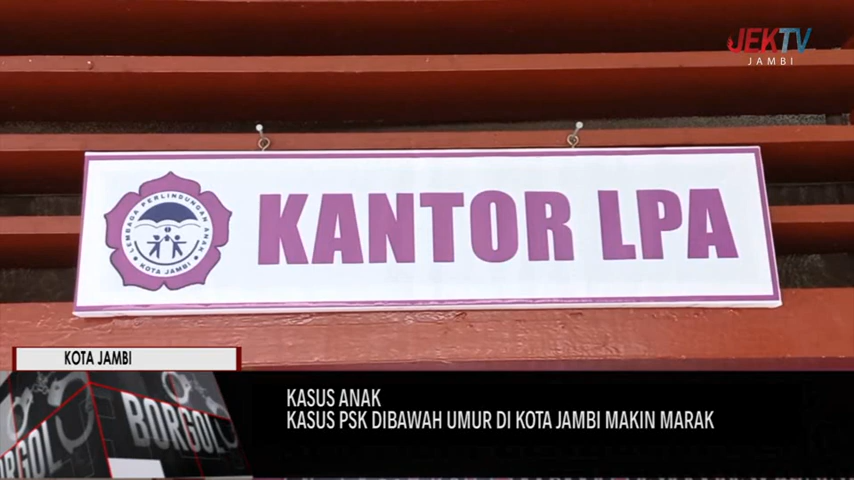 JEKTV
JAMBI
LEMBAGA PERLINDUNGAN ANAK
KOTA JAMBI
KANTOR LPA
KOTA JAMBI
KASUS ANAK
KASUS PSK DIBAWAH UMUR DI KOTA JAMBI MAKIN MARAK
BORGOL
BORGOL